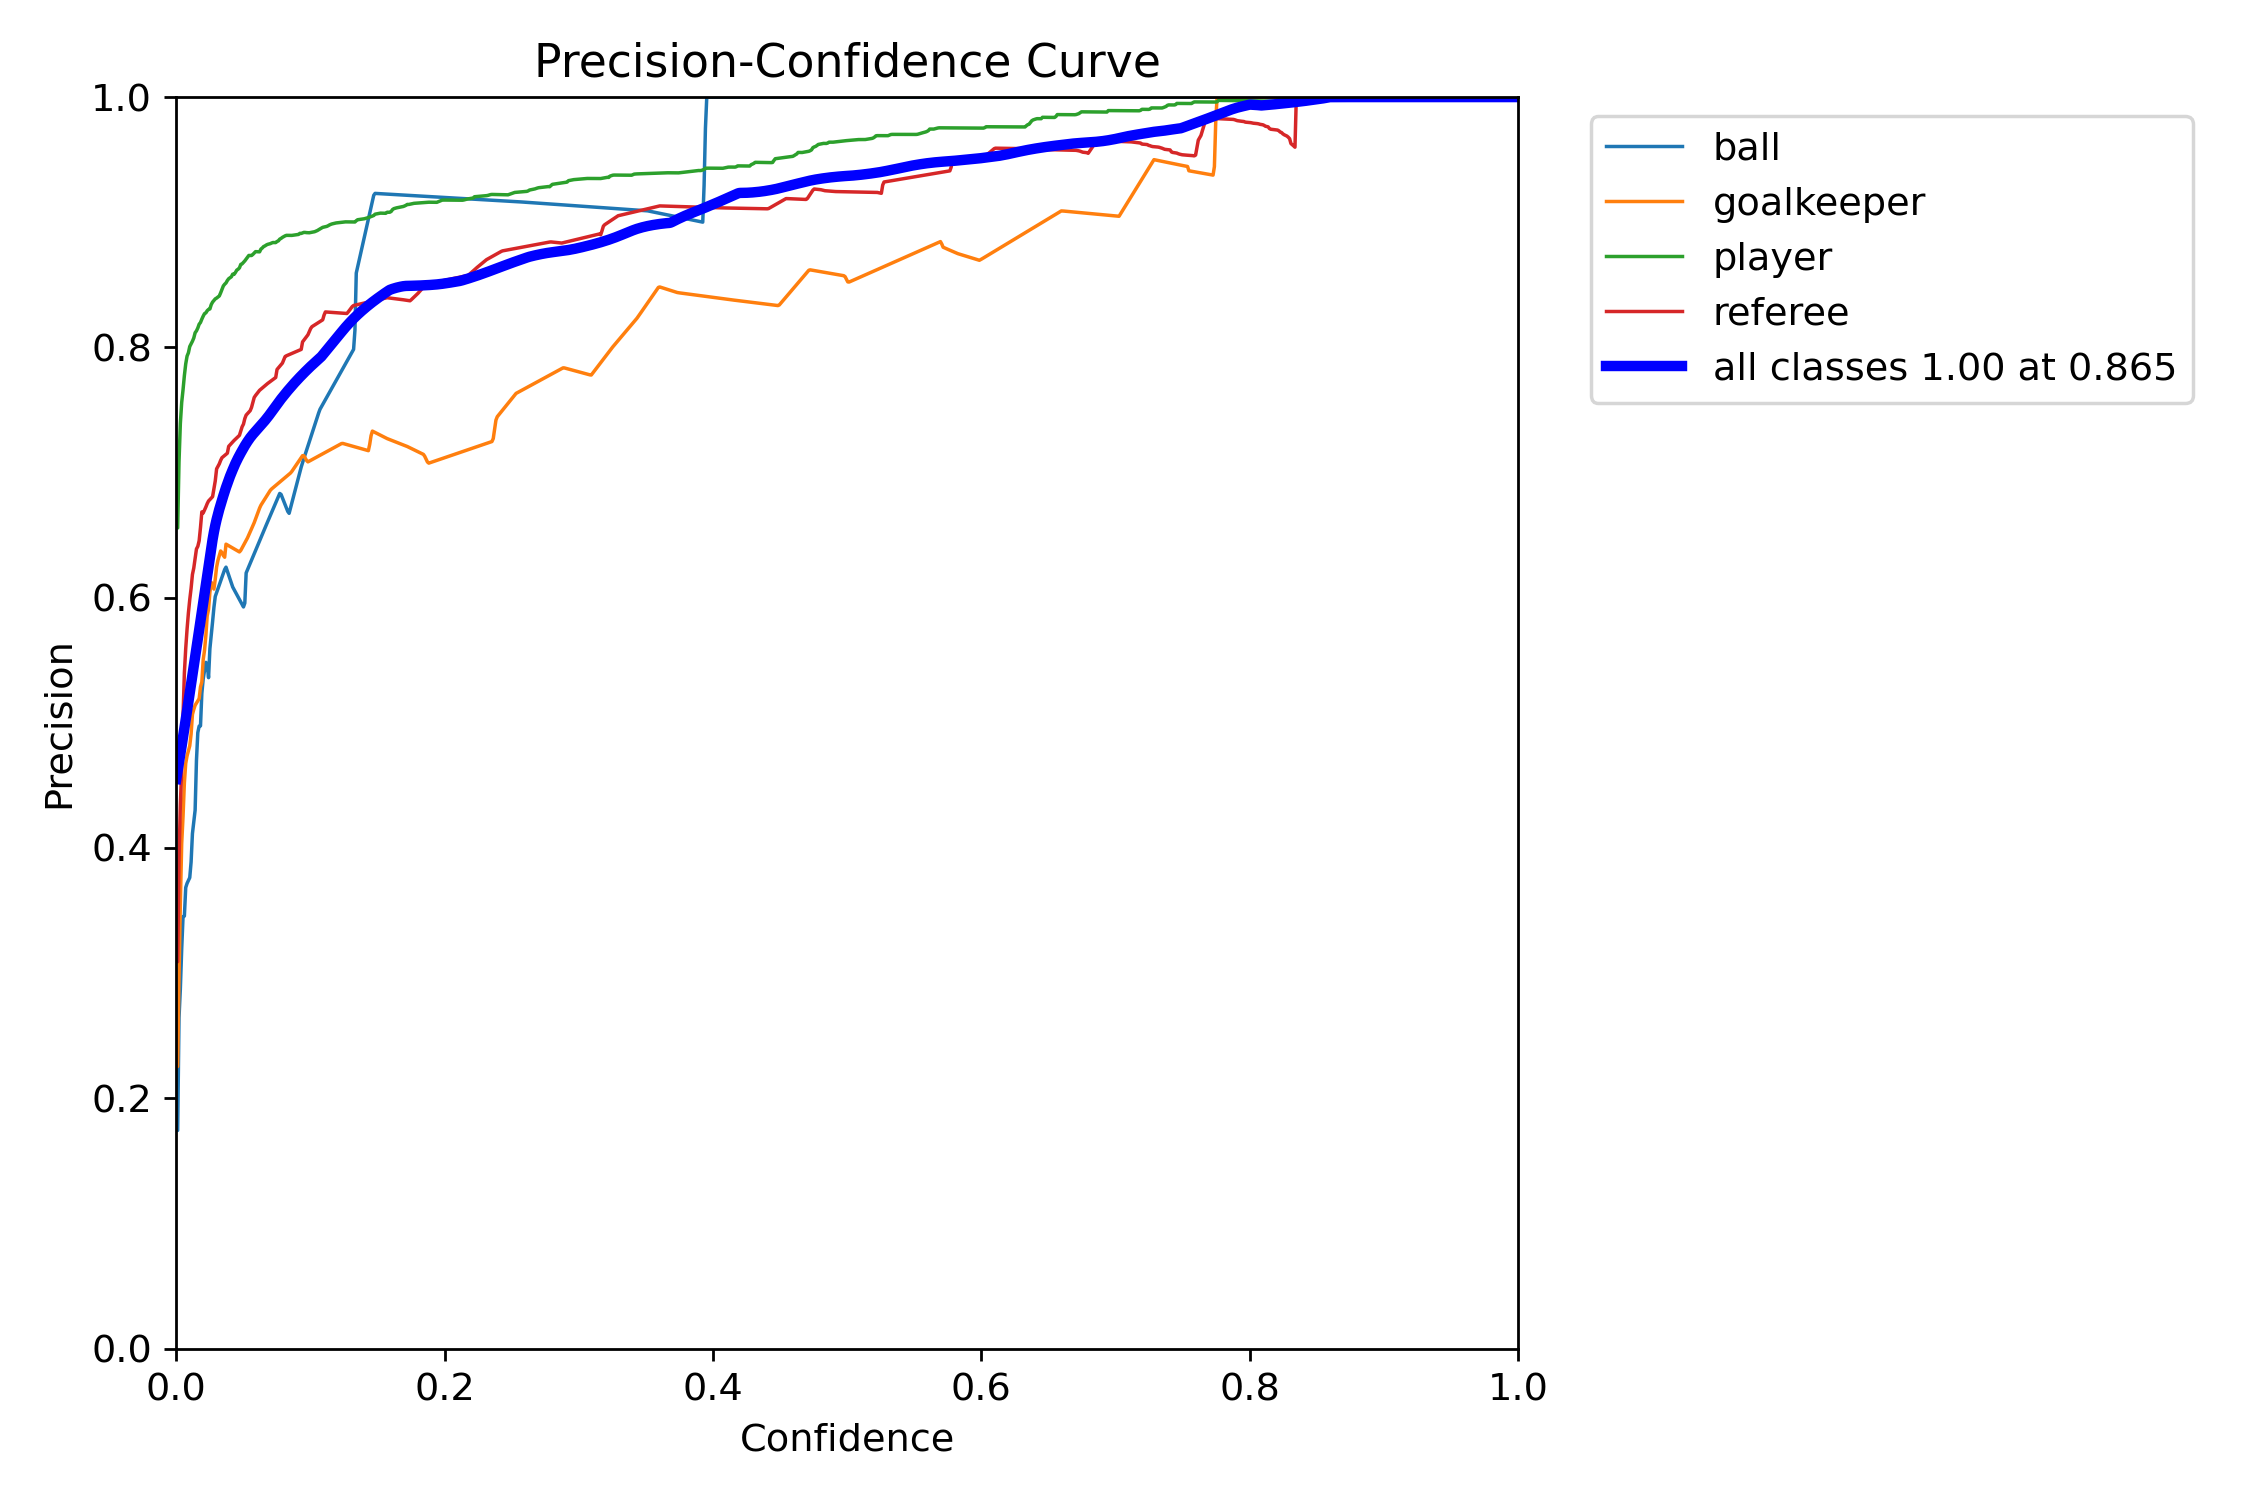 Precision-Confidence Curve
1.0
0.8
0.6
0.4
0.2
0.0
Precision
0.0 0.2 0.4 0.6 0.8 1.0
Confidence
ball
goalkeeper
player
referee
all classes 1.00 at 0.865